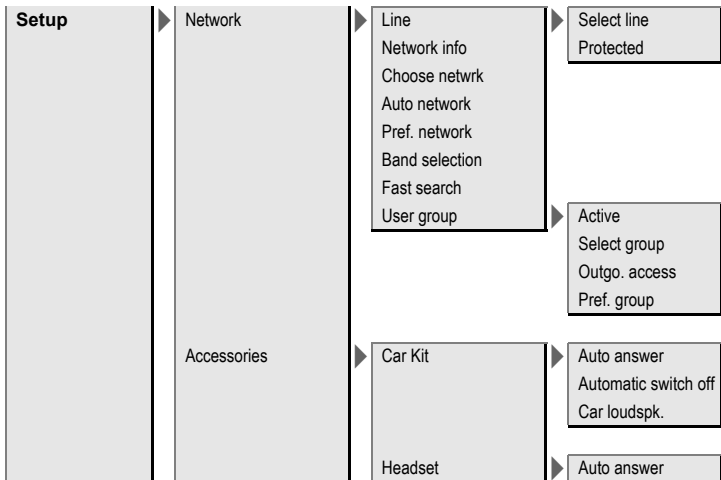 Setup Network Line Select line
Network info Protected
Choose netwrk
Auto network
Pref. network
Band selection
Fast search
User group Active
Select group
Outgo. access
Pref. group
Accessories Car Kit Auto answer
Automatic switch off
Car loudspk.
Headset Auto answer